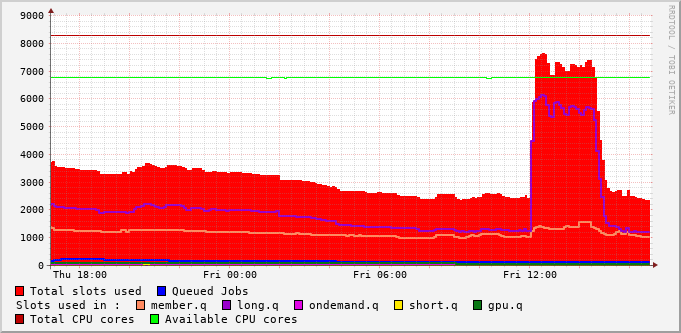 RRDTOOL / TOBI OETIKER
9000
8000
7000
6000
5000
4000
3000
2000
1000
0
Thu 18:00 Fri 00:00 Fri 06:00 Fri 12:00
Total slots used Queued Jobs
Slots used in : member.q long.q ondemand.q short.q gpu.q
Total CPU cores Available CPU cores